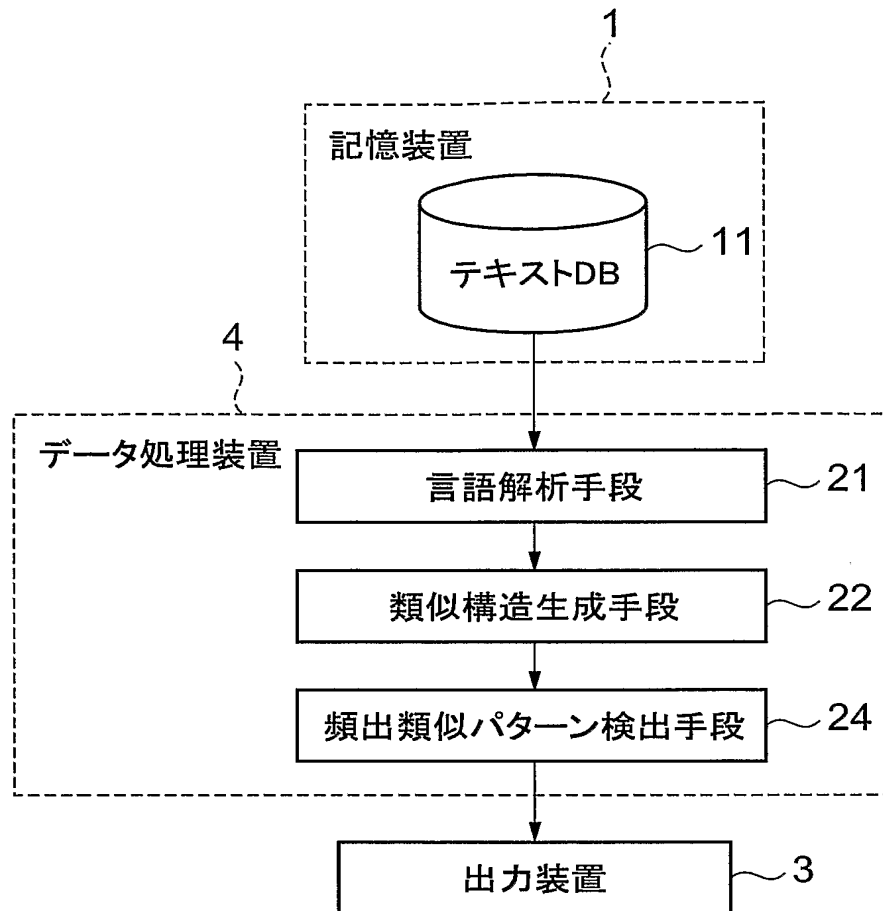 1
記憶装置
テキストDB
11
4
データ処理装置
言語解析手段
21
類似構造生成手段
22
頻出類似パターン検出手段
24
出力装置
3